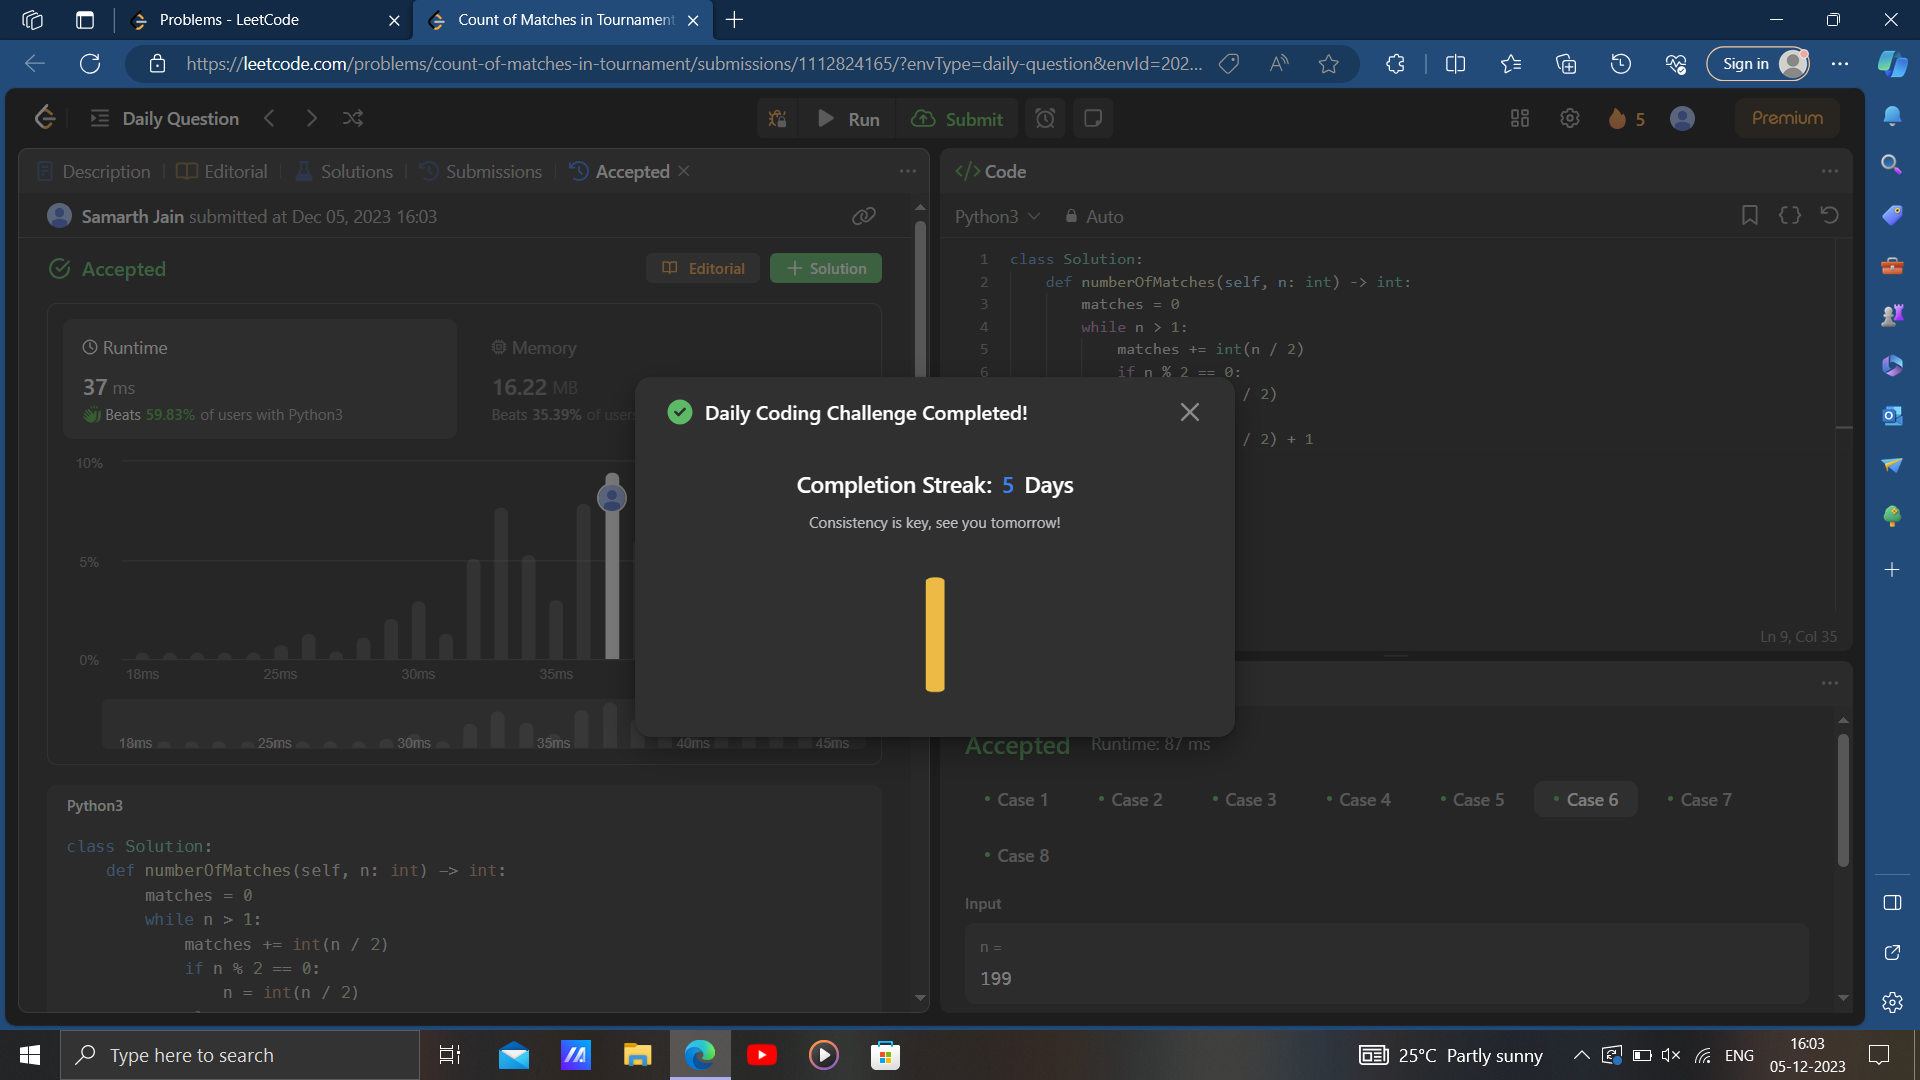 Problems - LeetCode
Count of Matches in Tournament
https://leetcode.com/problems/count-of-matches-in-tournament/submissions/1112824165/?envType=daily-question&envId=202...
Sign in
Daily Question
Run
Submit
5
Premium
Description
Editorial
Solutions
Submissions
Accepted
Samarth Jain submitted at Dec 05, 2023 16:03
Accepted
Editorial
+ Solution
Runtime
37 ms
Beats 59.83% of users with Python3
Memory
16.22 MB
Beats 35.39% of users
10%
5%
0%
18ms 25ms 30ms 35ms
18ms 25ms 30ms 35ms 40ms 45ms
Python3
class Solution:
def numberOfMatches(self, n: int) -> int:
matches = 0
while n > 1:
matches += int(n / 2)
if n % 2 == 0:
n = int(n / 2)
</> Code
Python3
Auto
1 class Solution:
2 def numberOfMatches(self, n: int) -> int:
3 matches = 0
4 while n > 1:
5 matches += int(n / 2)
6 if n % 2 == 0:
/ 2)
/ 2) + 1
Ln 9, Col 35
Daily Coding Challenge Completed!
Completion Streak: 5 Days
Consistency is key, see you tomorrow!
Accepted
Runtime: 87 ms
Case 1
Case 2
Case 3
Case 4
Case 5
Case 6
Case 7
Case 8
Input
n =
199
Type here to search
25°C Partly sunny
ENG
16:03
05-12-2023